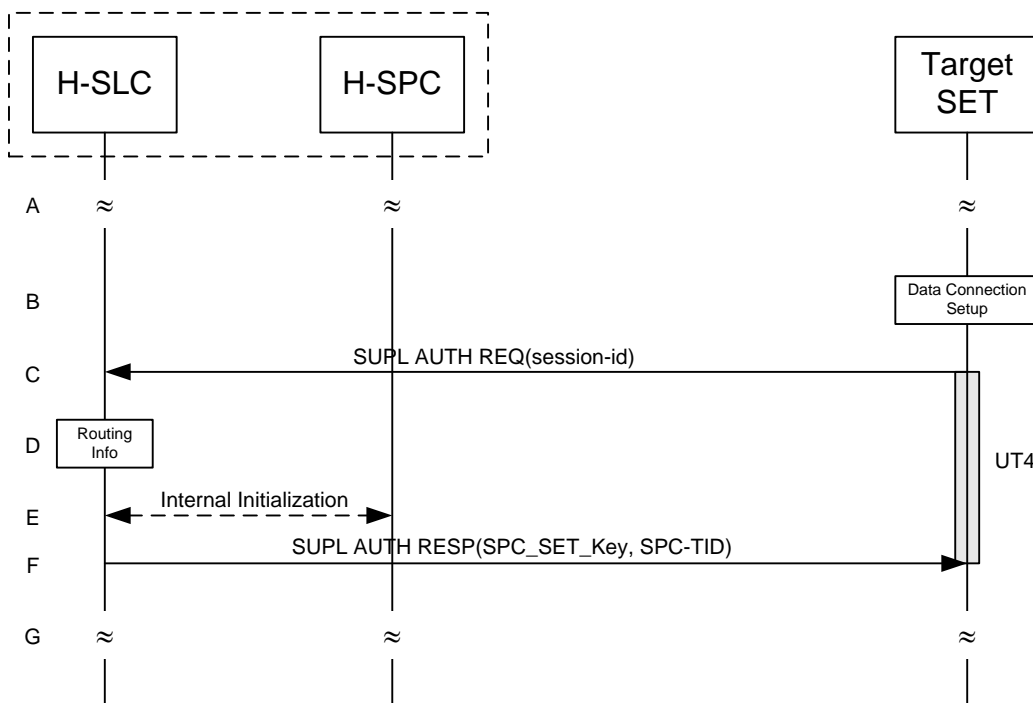 H-SLC
H-SPC
Target
SET
A
≈
≈
≈
B
Data Connection
Setup
SUPL AUTH REQ(session-id)
C
D
Routing
Info
UT4
Internal Initialization
E
SUPL AUTH RESP(SPC_SET_Key, SPC-TID)
F
G
≈
≈
≈